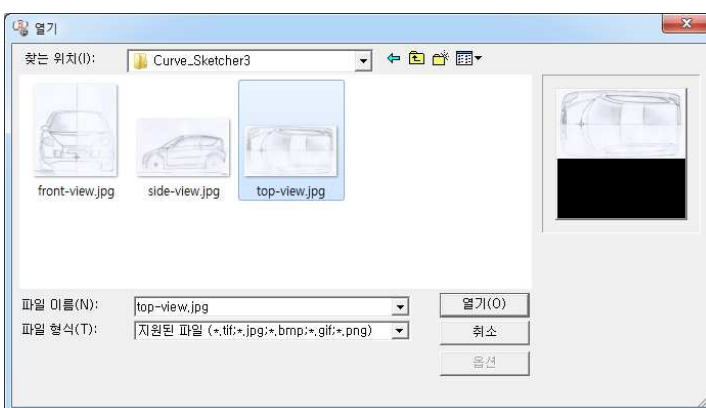 열기
찾는 위치(I): Curve_Sketcher3
front-view.jpg side-view.jpg top-view.jpg
파일 이름(N): top-view.jpg 열기(O)
파일 형식(T): 지원된 파일 (*.tif;*.jpg;*.bmp;*.gif;*.png) 취소
옵션